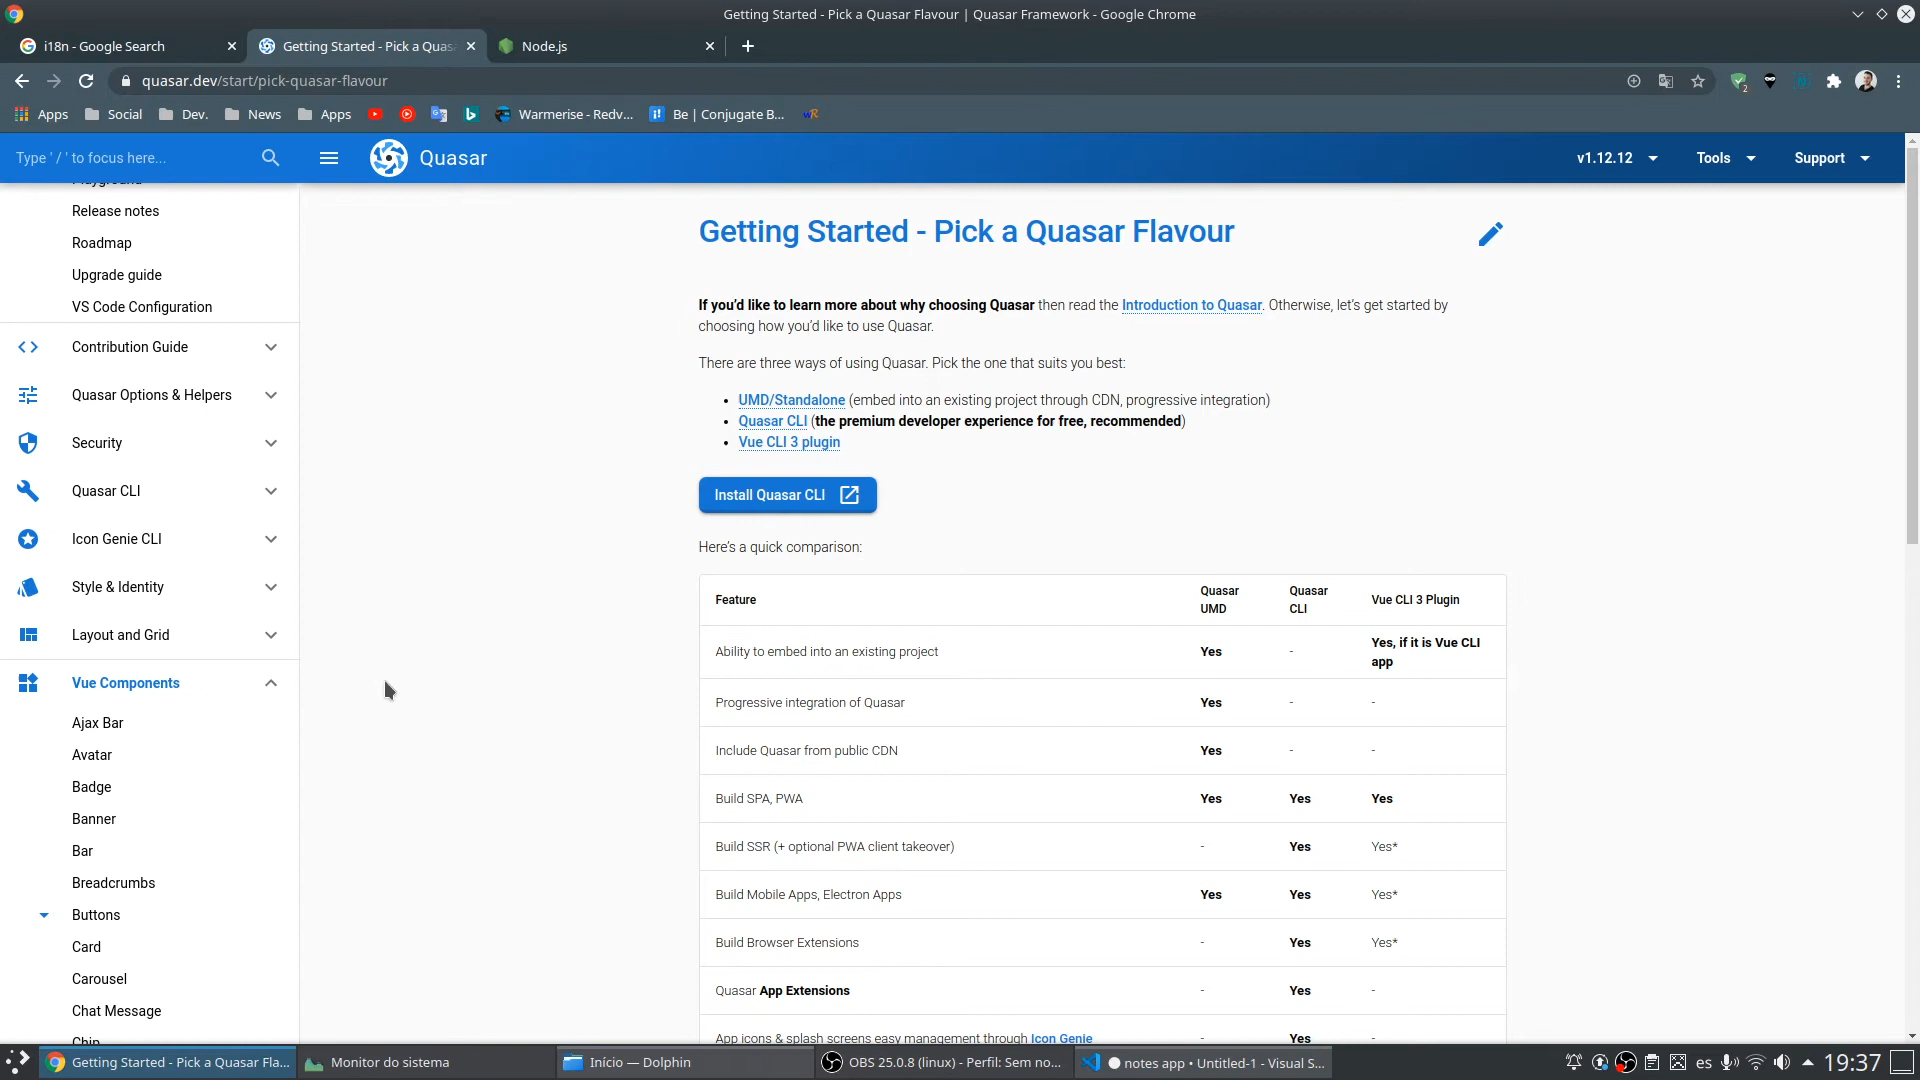 Getting Started - Pick a Quasar Flavour | Quasar Framework - Google Chrome
i18n - Google Search
Getting Started - Pick a Quas
Node.js
quasar.dev/start/pick-quasar-flavour
2
Apps
Social
Dev.
News
Apps
Warmerise - Redv...
Be | Conjugate B...
Type ' / ' to focus here...
Quasar
v1.12.12
Tools
Support
Playground
Release notes
Roadmap
Upgrade guide
VS Code Configuration
Contribution Guide
Quasar Options & Helpers
Security
Quasar CLI
Icon Genie CLI
Style & Identity
Layout and Grid
Vue Components
Ajax Bar
Avatar
Badge
Banner
Bar
Breadcrumbs
Buttons
Card
Carousel
Chat Message
Chip
Getting Started - Pick a Quasar Flavour
If you’d like to learn more about why choosing Quasar then read the Introduction to Quasar. Otherwise, let’s get started by
choosing how you’d like to use Quasar.
There are three ways of using Quasar. Pick the one that suits you best:
• UMD/Standalone (embed into an existing project through CDN, progressive integration)
• Quasar CLI (the premium developer experience for free, recommended)
• Vue CLI 3 plugin
Install Quasar CLI
Here’s a quick comparison:
Feature Quasar UMD Quasar CLI Vue CLI 3 Plugin
Ability to embed into an existing project Yes - Yes, if it is Vue CLI app
Progressive integration of Quasar Yes - -
Include Quasar from public CDN Yes - -
Build SPA, PWA Yes Yes Yes
Build SSR (+ optional PWA client takeover) - Yes Yes*
Build Mobile Apps, Electron Apps Yes Yes Yes*
Build Browser Extensions - Yes Yes*
Quasar App Extensions - Yes -
App icons & splash screens easy management through Icon Genie - Yes -
Getting Started - Pick a Quasar Fla...
Monitor do sistema
Início — Dolphin
OBS 25.0.8 (linux) - Perfil: Sem no...
● notes app • Untitled-1 - Visual S...
es
19:37